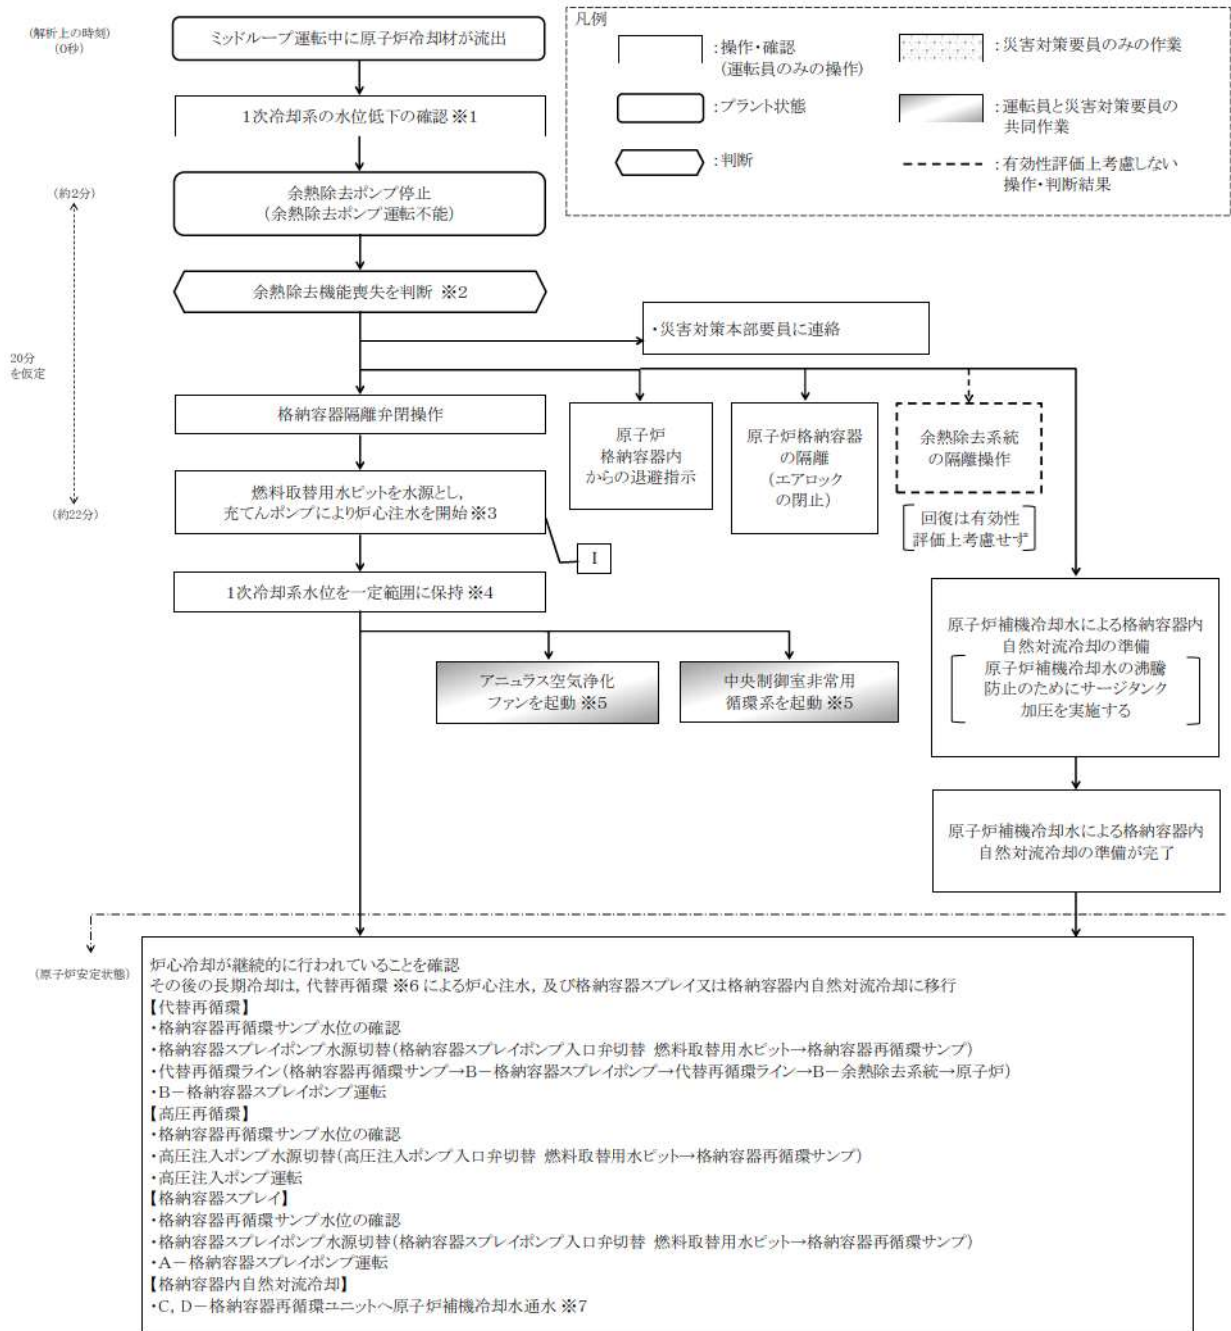 (解析上の時刻)
(0秒)
ミッドループ運転中に原子炉冷却材が流出
凡例
:操作・確認
(運転員のみの操作)
:災害対策要員のみの作業
:プラント状態
:運転員と災害対策要員の
共同作業
:判断
:有効性評価上考慮しない
操作・判断結果
1次冷却系の水位低下の確認 ※1
(約2分)
余熱除去ポンプ停止
(余熱除去ポンプ運転不能)
余熱除去機能喪失を判断 ※2
・災害対策本部要員に連絡
20分
を仮定
格納容器隔離弁閉操作
原子炉
格納容器内
からの退避指示
原子炉格納容器
の隔離
(エアロック
の閉止)
余熱除去系統
の隔離操作
回復は有効性
評価上考慮せず
燃料取替用水ピットを水源とし,
充てんポンプにより炉心注水を開始 ※3
(約22分)
I
1次冷却系水位を一定範囲に保持 ※4
アニュラス空気浄化
ファンを起動 ※5
中央制御室非常用
循環系を起動 ※5
原子炉補機冷却水による格納容器内
自然対流冷却の準備
原子炉補機冷却水の沸騰
防止のためにサージタンク
加圧を実施する
原子炉補機冷却水による格納容器内
自然対流冷却の準備が完了
(原子炉安定状態)
炉心冷却が継続的に行われていることを確認
その後の長期冷却は, 代替再循環 ※6 による炉心注水, 及び格納容器スプレイ又は格納容器内自然対流冷却に移行
【代替再循環】
・格納容器再循環サンプ水位の確認
・格納容器スプレイポンプ水源切替(格納容器スプレイポンプ入口弁切替 燃料取替用水ピット→格納容器再循環サンプ)
・代替再循環ライン(格納容器再循環サンプ→B-格納容器スプレイポンプ→代替再循環ライン→B-余熱除去系統→原子炉)
・B-格納容器スプレイポンプ運転
【高圧再循環】
・格納容器再循環サンプ水位の確認
・高圧注入ポンプ水源切替(高圧注入ポンプ入口弁切替 燃料取替用水ピット→格納容器再循環サンプ)
・高圧注入ポンプ運転
【格納容器スプレイ】
・格納容器再循環サンプ水位の確認
・格納容器スプレイポンプ水源切替(格納容器スプレイポンプ入口弁切替 燃料取替用水ピット→格納容器再循環サンプ)
・A-格納容器スプレイポンプ運転
【格納容器内自然対流冷却】
・C, D-格納容器再循環ユニットへ原子炉補機冷却水通水 ※7